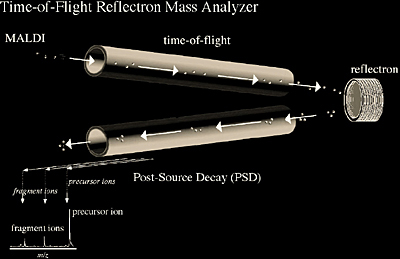 Time-of-Flight Reflectron Mass Analyzer
MALDI
time-of-flight
reflectron
Post-Source Decay (PSD)
fragment ions
precursor ions
precursor ion
fragment ions
m/z